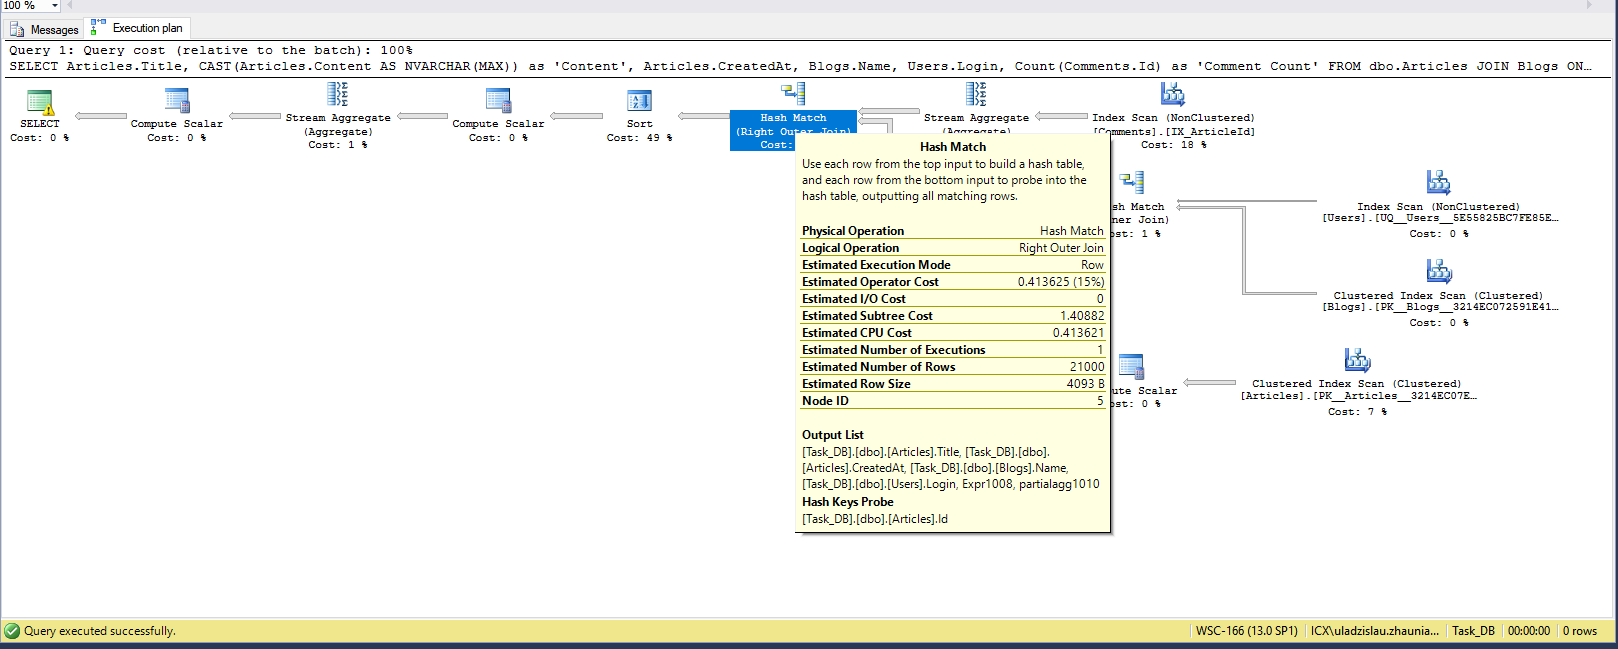 100 %
Messages
Execution plan
Query 1: Query cost (relative to the batch): 100%
SELECT Articles.Title, CAST(Articles.Content AS NVARCHAR(MAX)) as 'Content', Articles.CreatedAt, Blogs.Name, Users.Login, Count(Comments.Id) as 'Comment Count' FROM dbo.Articles JOIN Blogs ON…
SELECT
Cost: 0 %
Compute Scalar
Cost: 0 %
Stream Aggregate
(Aggregate)
Cost: 1 %
Compute Scalar
Cost: 0 %
Sort
Cost: 49 %
Hash Match
(Right Outer Join)
Cost:
Stream Aggregate
(Aggregate)
Index Scan (NonClustered)
[Comments].[IX_ArticleId]
Cost: 18 %
sh Match
ner Join)
ost: 1 %
Index Scan (NonClustered)
[Users].[UQ__Users__5E55825BC7FE85E…
Cost: 0 %
Clustered Index Scan (Clustered)
[Blogs].[PK__Blogs__3214EC072591E41…
Cost: 0 %
ute Scalar
ost: 0 %
Clustered Index Scan (Clustered)
[Articles].[PK__Articles__3214EC07E…
Cost: 7 %
Hash Match
Use each row from the top input to build a hash table,
and each row from the bottom input to probe into the
hash table, outputting all matching rows.
Physical Operation Hash Match
Logical Operation Right Outer Join
Estimated Execution Mode Row
Estimated Operator Cost 0.413625 (15%)
Estimated I/O Cost 0
Estimated Subtree Cost 1.40882
Estimated CPU Cost 0.413621
Estimated Number of Executions 1
Estimated Number of Rows 21000
Estimated Row Size 4093 B
Node ID 5
Output List
[Task_DB].[dbo].[Articles].Title, [Task_DB].[dbo].
[Articles].CreatedAt, [Task_DB].[dbo].[Blogs].Name,
[Task_DB].[dbo].[Users].Login, Expr1008, partialagg1010
Hash Keys Probe
[Task_DB].[dbo].[Articles].Id
Query executed successfully.
WSC-166 (13.0 SP1)
ICX\uladzislau.zhaunia...
Task_DB
00:00:00
0 rows